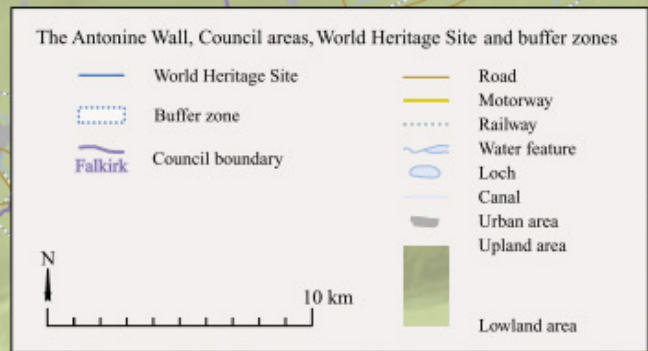 The Antonine Wall, Council areas, World Heritage Site and buffer zones
World Heritage Site
Buffer zone
Falkirk Council boundary
Road
Motorway
Railway
Water feature
Loch
Canal
Urban area
Upland area
Lowland area
N
10 km